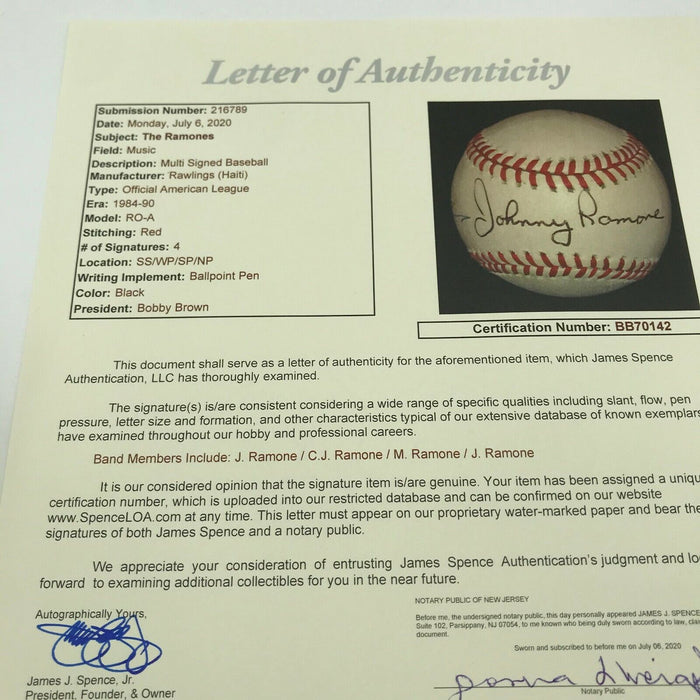 Letter of Authenticity
Submission Number: 216789
Date: Monday, July 6, 2020
Subject: The Ramones
Field: Music
Description: Multi Signed Baseball
Manufacturer: Rawlings (Haiti)
Type: Official American League
Era: 1984-90
Model: RO-A
Stitching: Red
# of Signatures: 4
Location: SS/WP/SP/NP
Writing Implement: Ballpoint Pen
Color: Black
President: Bobby Brown
Johnny Ramone
Certification Number: BB70142
This document shall serve as a letter of authenticity for the aforementioned item, which James Spence
Authentication, LLC has thoroughly examined.
The signature(s) is/are consistent considering a wide range of specific qualities including slant, flow, pen
pressure, letter size and formation, and other characteristics typical of our extensive database of known exemplars
have examined throughout our hobby and professional careers.
Band Members Include: J. Ramone / C.J. Ramone / M. Ramone / J. Ramone
It is our considered opinion that the signature item is/are genuine. Your item has been assigned a uniqu
certification number, which is uploaded into our restricted database and can be confirmed on our website
www.SpenceLOA.com at any time. This letter must appear on our proprietary water-marked paper and bear the
signatures of both James Spence and a notary public.
We appreciate your consideration of entrusting James Spence Authentication's judgment and lo
forward to examining additional collectibles for you in the near future.
NOTARY PUBLIC OF NEW JERSEY
Before me, the undersigned notary public, this day personally appeared JAMES J. SPENCE
Suite 102, Parsippany, NJ 07054, to me known who being duly sworn according to law, clai
document.
Sworn and subscribed to before me on July 06, 2020
Notary Public
Autographically Yours,
James J. Spence, Jr.
President, Founder, & Owner